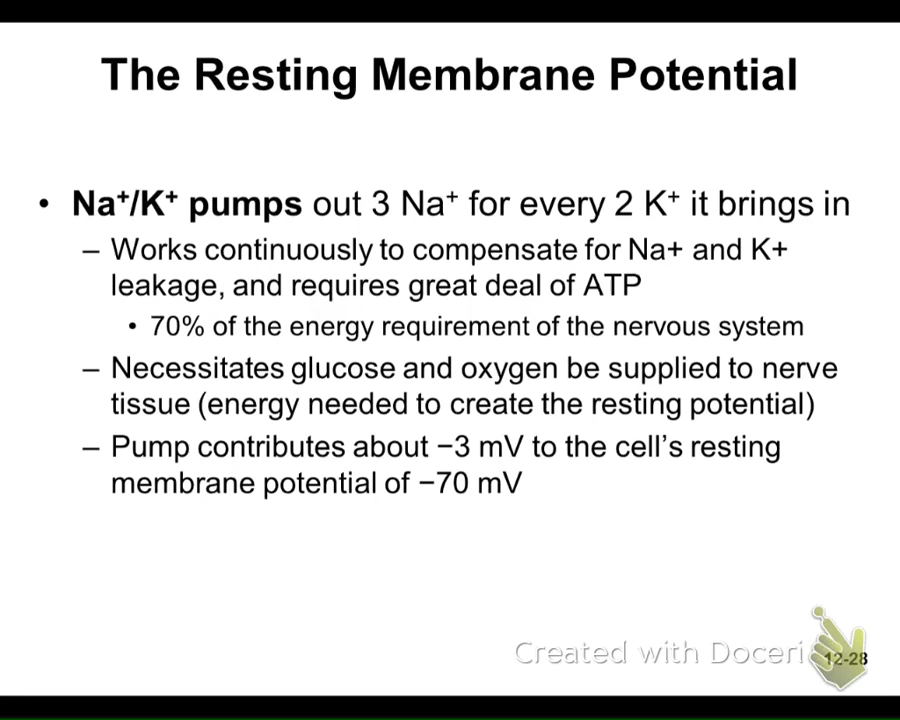 The Resting Membrane Potential
• Na⁺/K⁺ pumps out 3 Na⁺ for every 2 K⁺ it brings in
– Works continuously to compensate for Na+ and K+
leakage, and requires great deal of ATP
• 70% of the energy requirement of the nervous system
– Necessitates glucose and oxygen be supplied to nerve
tissue (energy needed to create the resting potential)
– Pump contributes about −3 mV to the cell’s resting
membrane potential of −70 mV
Created with Doceri
12-28